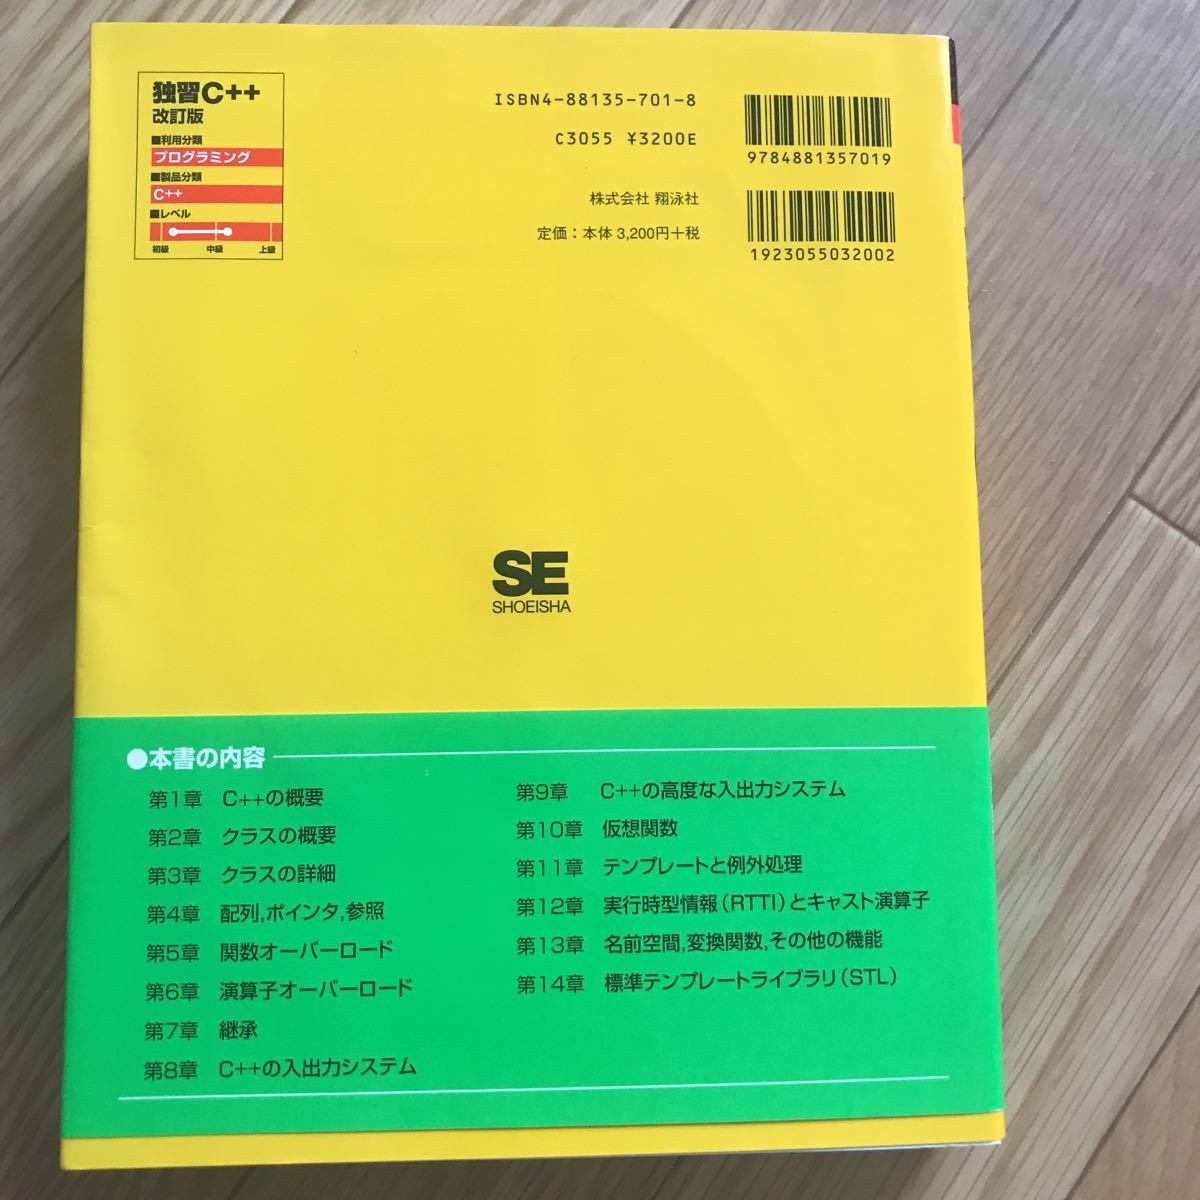 独習C++
改訂版
■利用分類
プログラミング
■製品分類
C++
■レベル
初級 中級 上級
ISBN4-88135-701-8
C3055 ¥3200E
株式会社 翔泳社
定価：本体3,200円＋税
9784881357019
1923055032002
SE
SHOEISHA
●本書の内容
第1章 C++の概要
第2章 クラスの概要
第3章 クラスの詳細
第4章 配列,ポインタ,参照
第5章 関数オーバーロード
第6章 演算子オーバーロード
第7章 継承
第8章 C++の入出力システム
第9章 C++の高度な入出力システム
第10章 仮想関数
第11章 テンプレートと例外処理
第12章 実行時型情報（RTTI）とキャスト演算子
第13章 名前空間,変換関数,その他の機能
第14章 標準テンプレートライブラリ（STL）